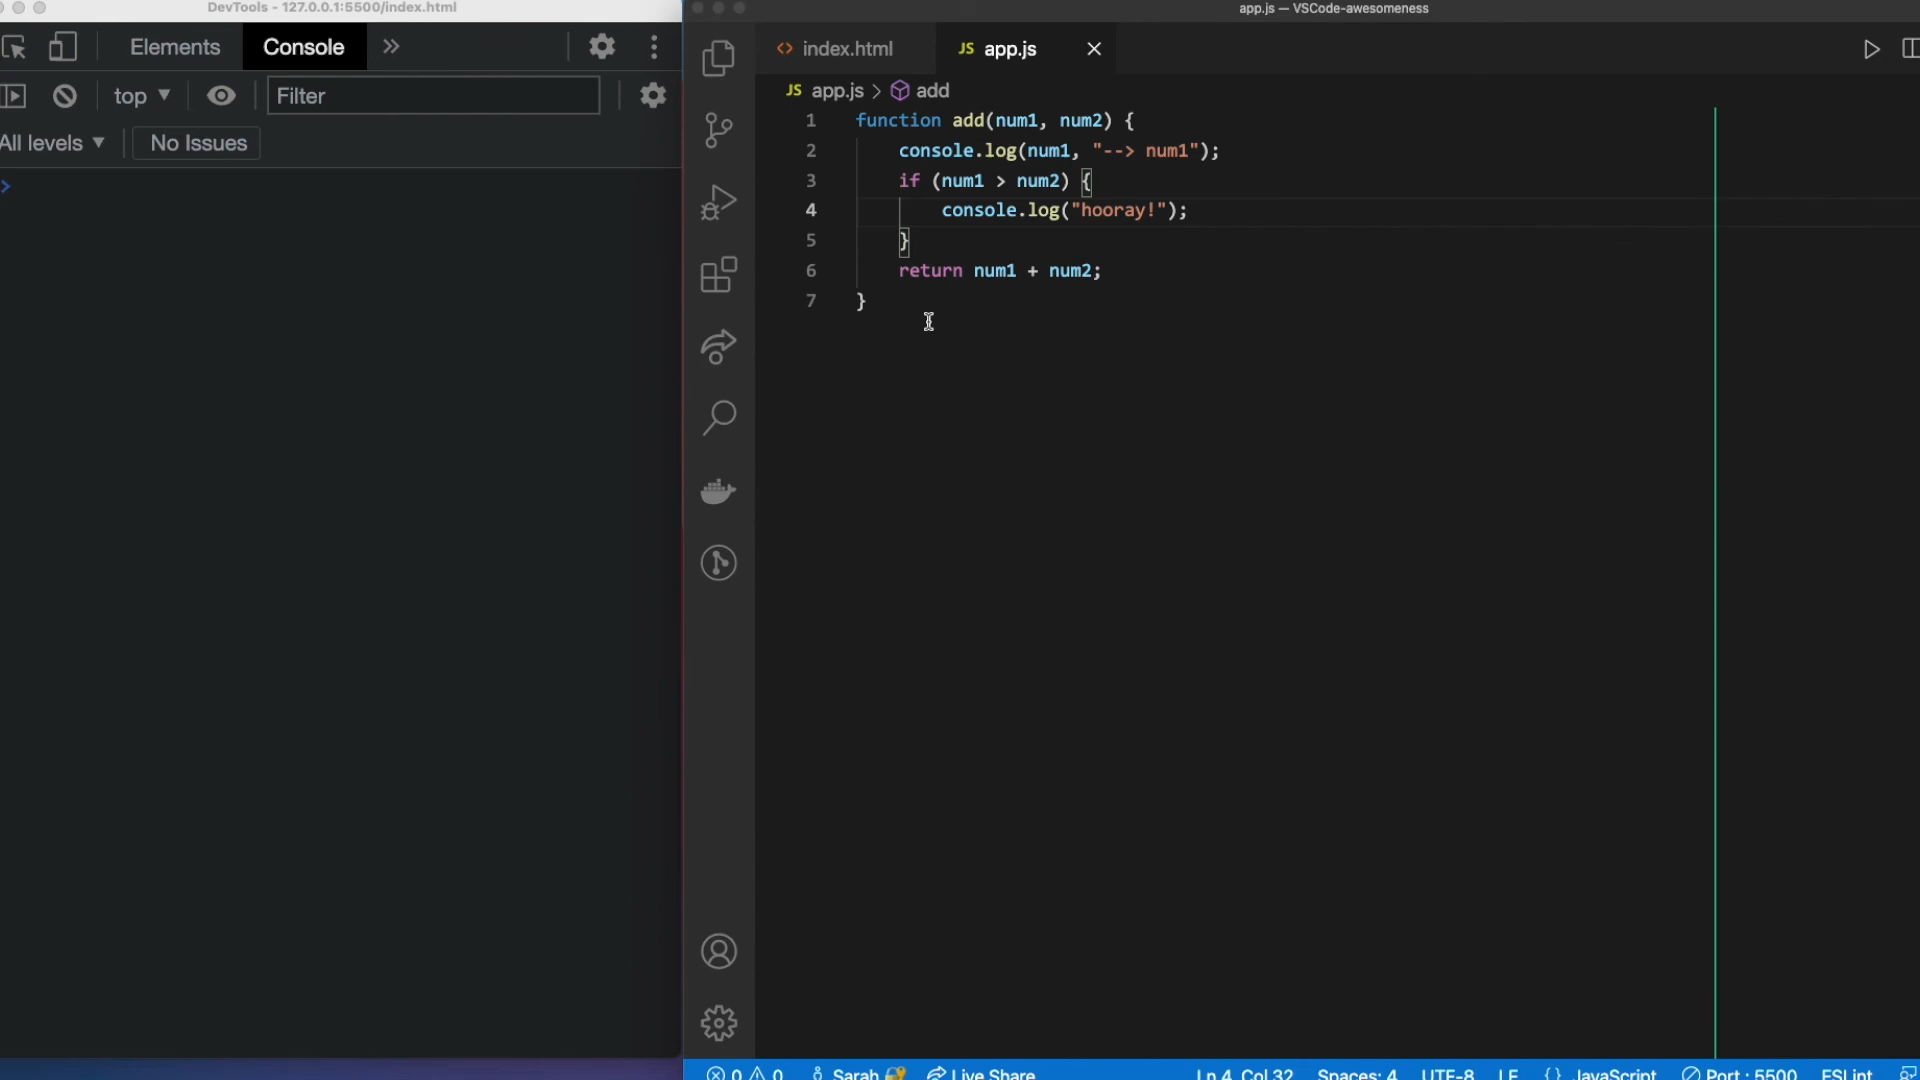 DevTools - 127.0.0.1:5500/index.html
Elements
Console
top
Filter
All levels
No Issues
app.js — VSCode-awesomeness
index.html
JS app.js
JS app.js > add
1 function add(num1, num2) {
2 console.log(num1, "--> num1");
3 if (num1 > num2) {
4 console.log("hooray!");
5 }
6 return num1 + num2;
7 }
0 0 Sarah Live Share Ln 4, Col 32 Spaces: 4 UTF-8 LF {} JavaScript Port : 5500 ESLint